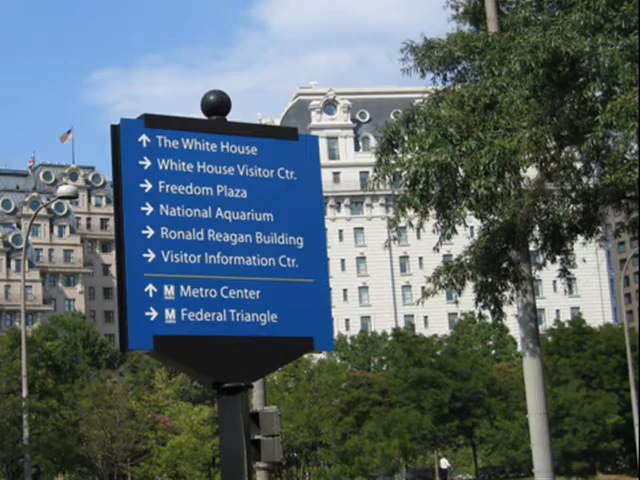 ↑ The White House
→ White House Visitor Ctr.
→ Freedom Plaza
→ National Aquarium
→ Ronald Reagan Building
→ Visitor Information Ctr.
↑ M Metro Center
→ M Federal Triangle